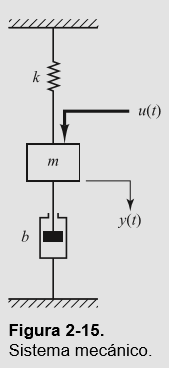 k
u(t)
m
y(t)
b
Figura 2-15.
Sistema mecánico.